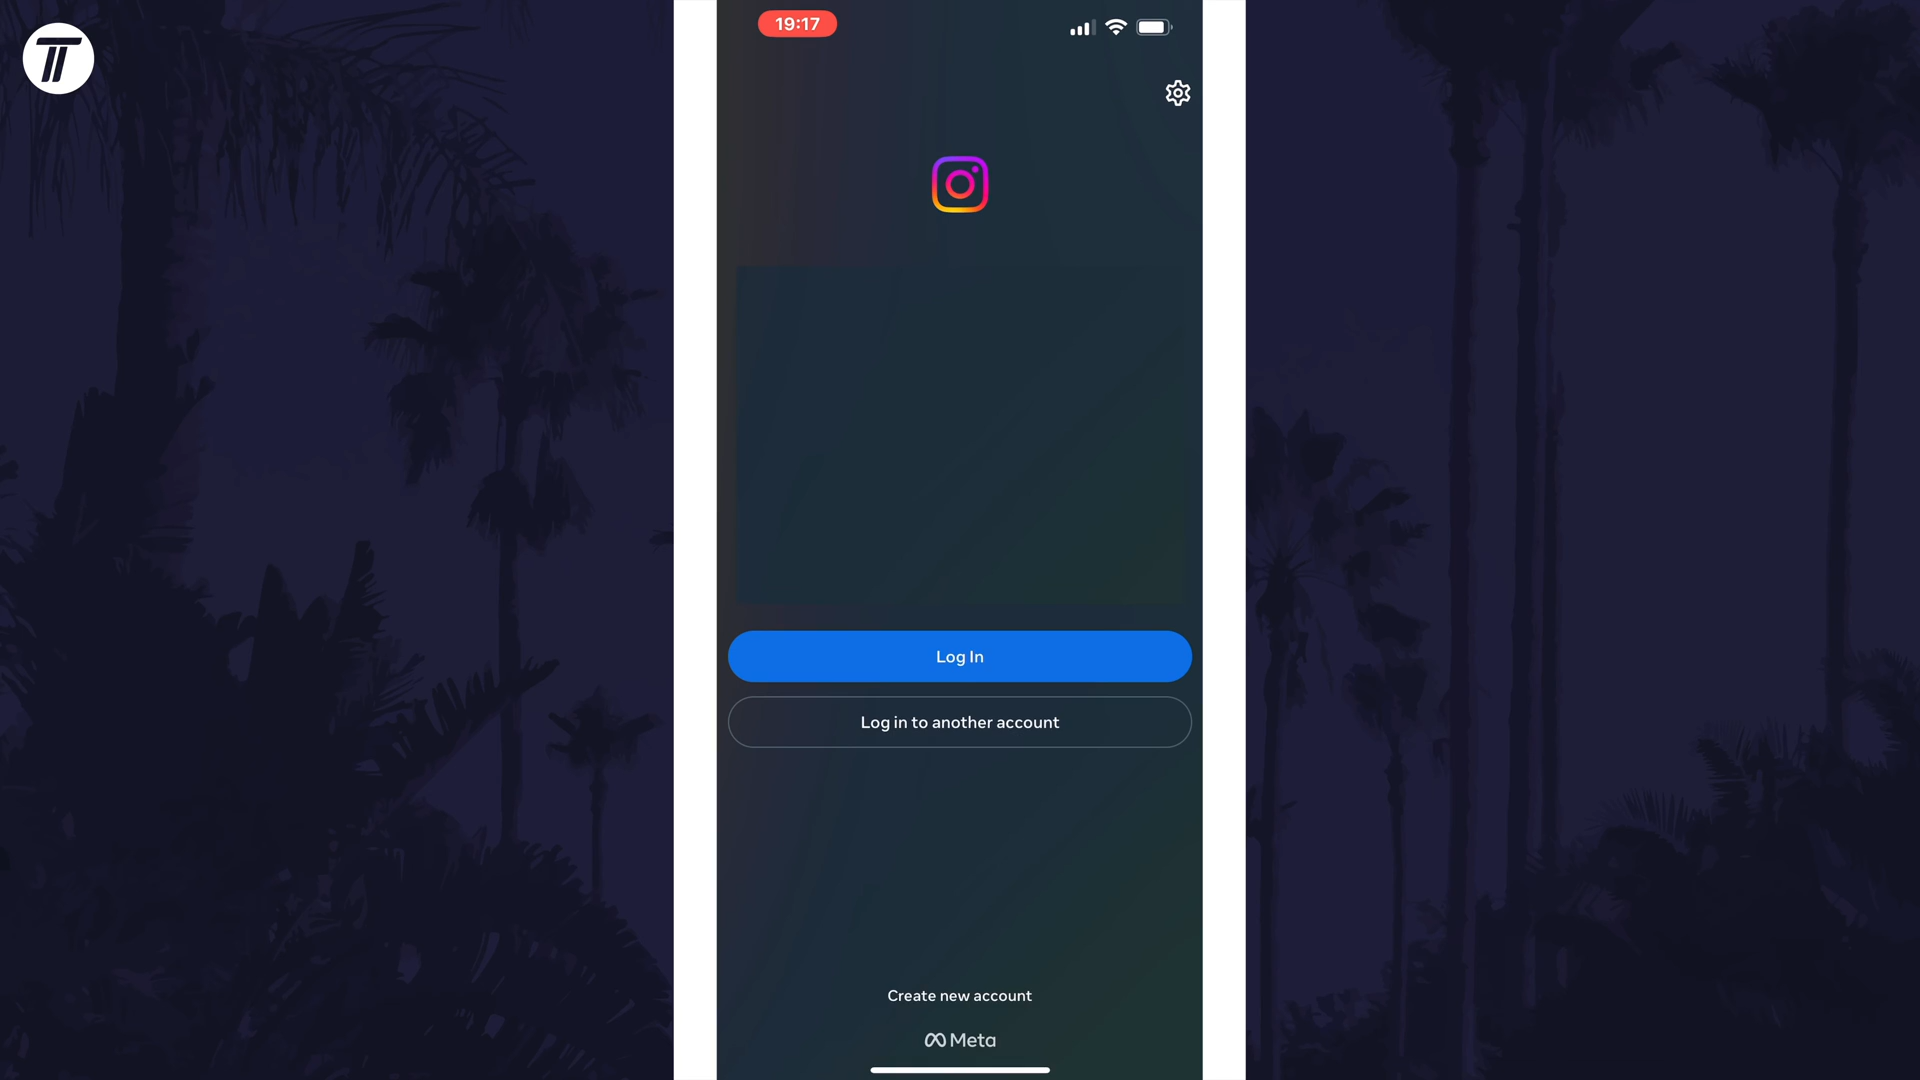 19:17
Log In
Log in to another account
Create new account
Meta